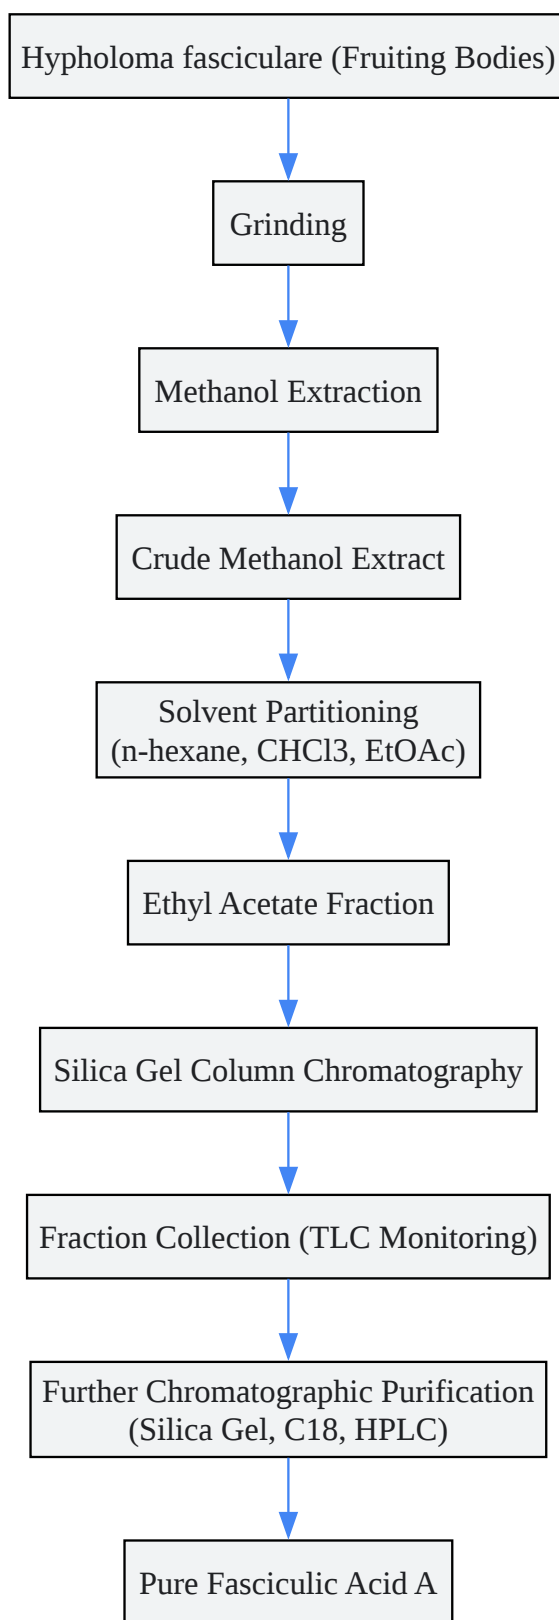 Hypholoma fasciculare (Fruiting Bodies)
Grinding
Methanol Extraction
Crude Methanol Extract
Solvent Partitioning
(n-hexane, CHCl3, EtOAc)
Ethyl Acetate Fraction
Silica Gel Column Chromatography
Fraction Collection (TLC Monitoring)
Further Chromatographic Purification
(Silica Gel, C18, HPLC)
Pure Fasciculic Acid A